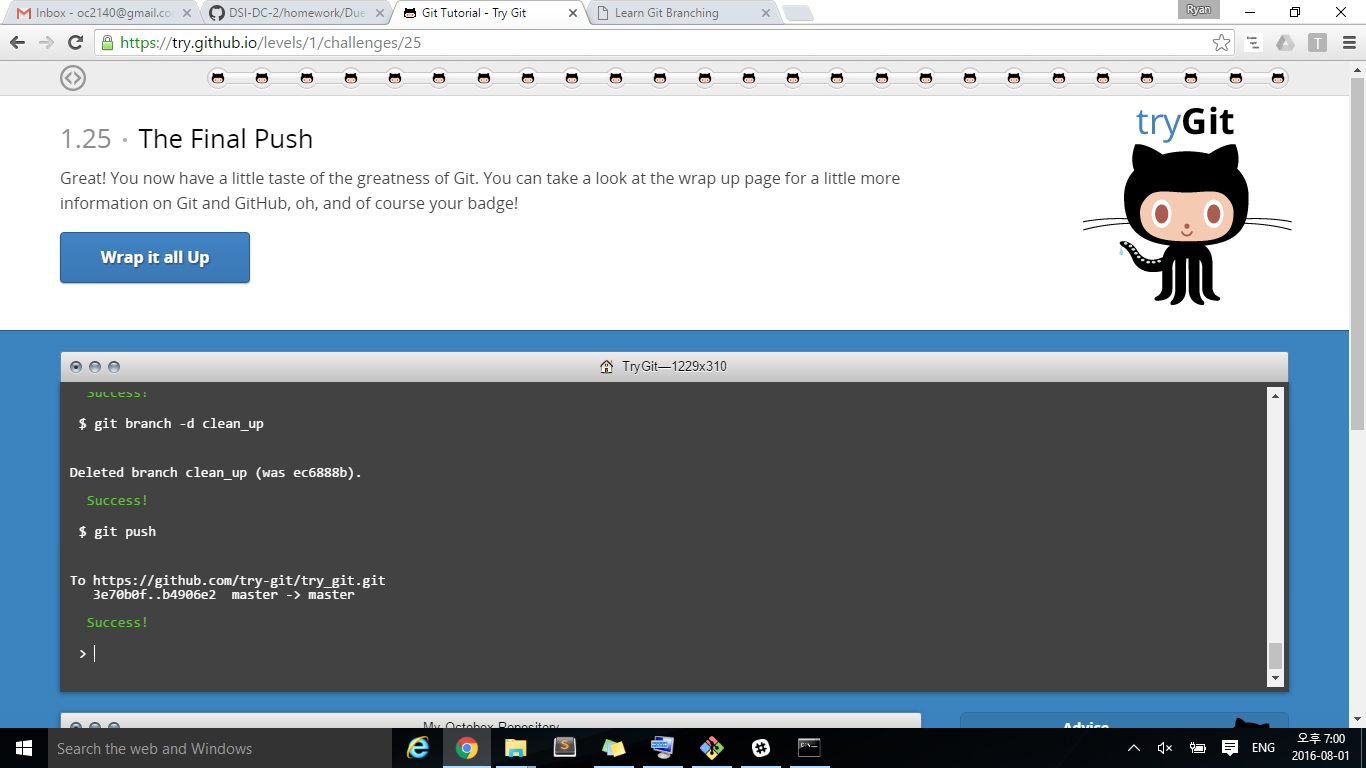 Inbox - oc2140@gmail.co
DSI-DC-2/homework/Due
Git Tutorial - Try Git
Learn Git Branching
Ryan
https://try.github.io/levels/1/challenges/25
T
1.25 · The Final Push
Great! You now have a little taste of the greatness of Git. You can take a look at the wrap up page for a little more
information on Git and GitHub, oh, and of course your badge!
Wrap it all Up
tryGit
TryGit—1229x310
Success!
$ git branch -d clean_up
Deleted branch clean_up (was ec6888b).
Success!
$ git push
To https://github.com/try-git/try_git.git
3e70b0f..b4906e2 master -> master
Success!
>
My Octobox Repository
Advice
Search the web and Windows
ENG
오후 7:00
2016-08-01